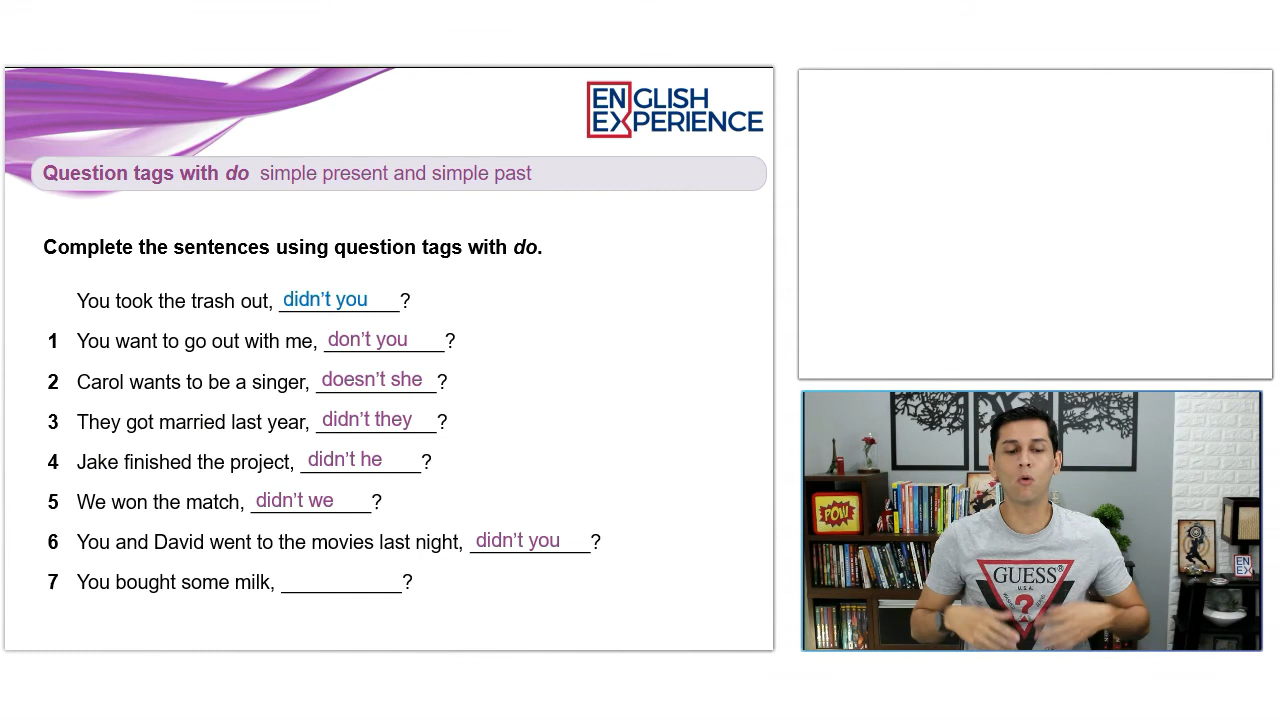 ENGLISH
EXPERIENCE
Question tags with do simple present and simple past
Complete the sentences using question tags with do.
You took the trash out, didn’t you ?
1 You want to go out with me, don’t you ?
2 Carol wants to be a singer, doesn’t she ?
3 They got married last year, didn’t they ?
4 Jake finished the project, didn’t he ?
5 We won the match, didn’t we ?
6 You and David went to the movies last night, didn’t you ?
7 You bought some milk, __________ ?
POW
GUESS®
U.S.A.
?
EN
EX